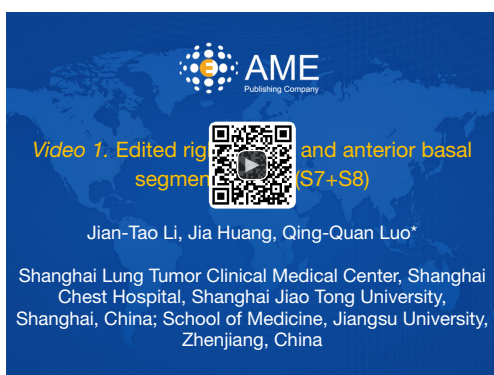 AME
Publishing Company
Video 1. Edited rig and anterior basal
segmen (S7+S8)
Jian-Tao Li, Jia Huang, Qing-Quan Luo*
Shanghai Lung Tumor Clinical Medical Center, Shanghai
Chest Hospital, Shanghai Jiao Tong University,
Shanghai, China; School of Medicine, Jiangsu University,
Zhenjiang, China